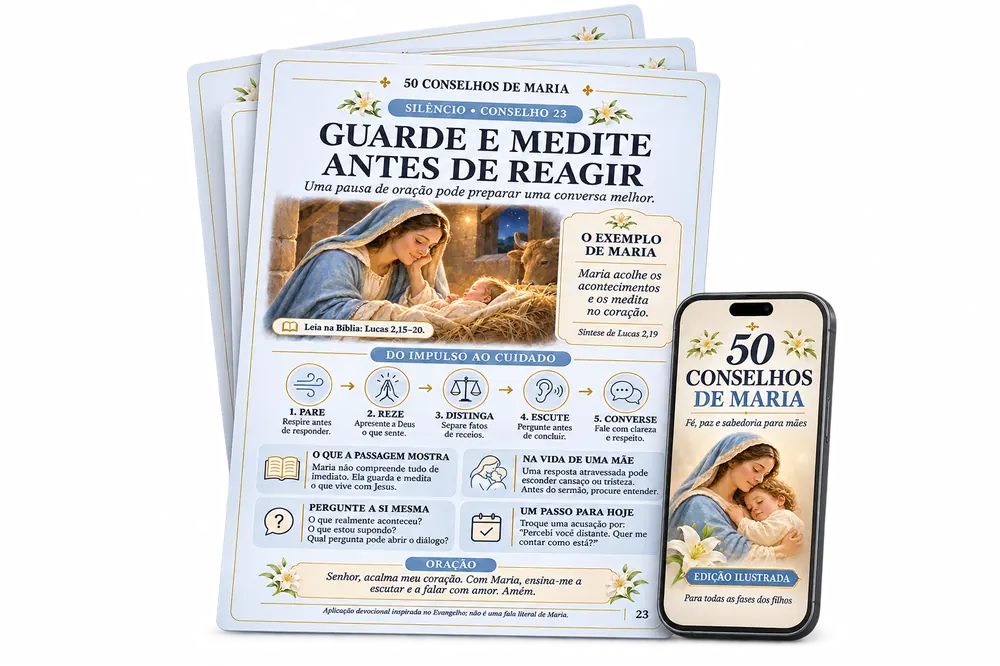 50 CONSELHOS DE MARIA
SILÊNCIO • CONSELHO 23
GUARDE E MEDITE
ANTES DE REAGIR
Uma pausa de oração pode preparar uma conversa melhor.
O EXEMPLO
DE MARIA
Maria acolhe os
acontecimentos
e os medita
no coração.
Síntese de Lucas 2,19
Leia na Bíblia: Lucas 2,15–20.
DO IMPULSO AO CUIDADO
1. PARE
Respire antes
de responder.
2. REZE
Apresente a Deus
o que sente.
3. DISTINGA
Separe fatos
de receios.
4. ESCUTE
Pergunte antes
de concluir.
5. CONVERSE
Fale com clareza
e respeito.
O QUE A PASSAGEM MOSTRA
Maria não compreende tudo de
imediato. Ela guarda e medita
o que vive com Jesus.
NA VIDA DE UMA MÃE
Uma resposta atravessada pode
esconder cansaço ou tristeza.
Antes do sermão, procure entender.
PERGUNTE A SI MESMA
O que realmente aconteceu?
O que estou supondo?
Qual pergunta pode abrir o diálogo?
UM PASSO PARA HOJE
Troque uma acusação por:
“Percebi você distante. Quer me
contar como está?”
ORAÇÃO
Senhor, acalma meu coração. Com Maria, ensina-me a
escutar e a falar com amor. Amém.
Aplicação devocional inspirada no Evangelho; não é uma fala literal de Maria.
23
50
CONSELHOS
DE MARIA
Fé, paz e sabedoria para mães
EDIÇÃO ILUSTRADA
Para todas as fases dos filhos